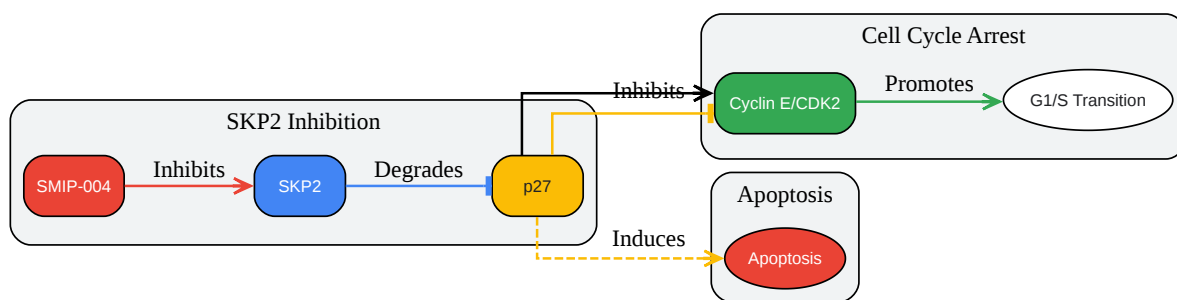 Cell Cycle Arrest
Inhibits
Cyclin E/CDK2
Promotes
G1/S Transition
SKP2 Inhibition
SMIP-004
Inhibits
SKP2
Degrades
p27
Apoptosis
Induces
Apoptosis